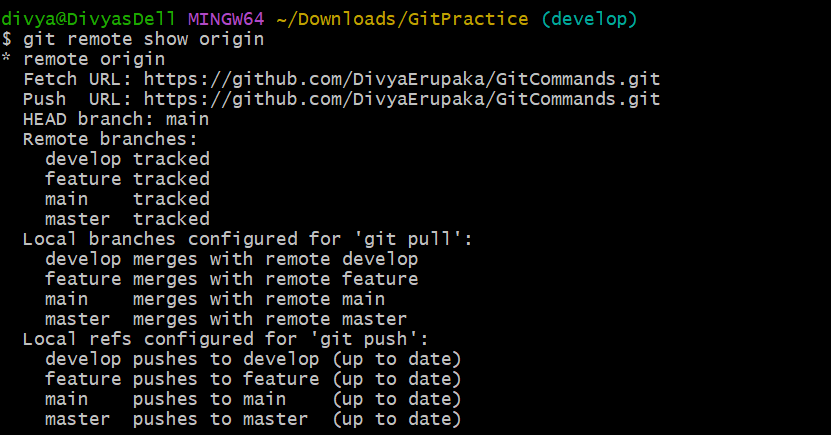 divya@DivyasDell MINGW64 ~/Downloads/GitPractice (develop)
$ git remote show origin
* remote origin
  Fetch URL: https://github.com/DivyaErupaka/GitCommands.git
  Push  URL: https://github.com/DivyaErupaka/GitCommands.git
  HEAD branch: main
  Remote branches:
    develop tracked
    feature tracked
    main    tracked
    master  tracked
  Local branches configured for 'git pull':
    develop merges with remote develop
    feature merges with remote feature
    main    merges with remote main
    master  merges with remote master
  Local refs configured for 'git push':
    develop pushes to develop (up to date)
    feature pushes to feature (up to date)
    main    pushes to main    (up to date)
    master  pushes to master  (up to date)